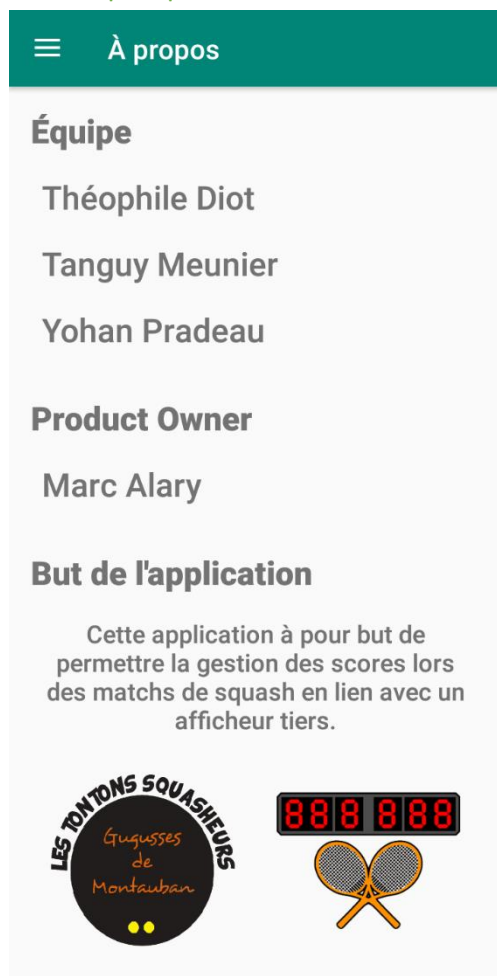 À propos
Équipe
Théophile Diot
Tanguy Meunier
Yohan Pradeau
Product Owner
Marc Alary
But de l'application
Cette application à pour but de
permettre la gestion des scores lors
des matchs de squash en lien avec un
afficheur tiers.
LES TONTONS SQUASHEURS
Gugusses
de
Montauban
888 888